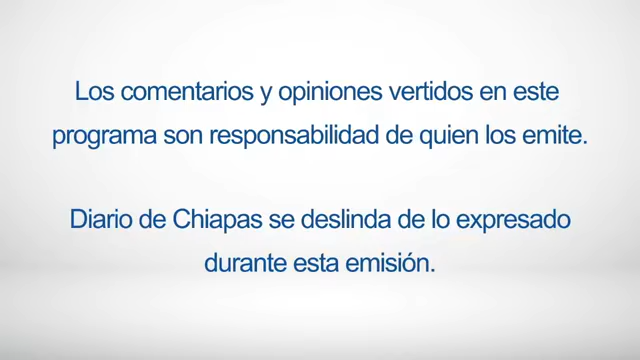 Los comentarios y opiniones vertidos en este
programa son responsabilidad de quien los emite.
Diario de Chiapas se deslinda de lo expresado
durante esta emisión.